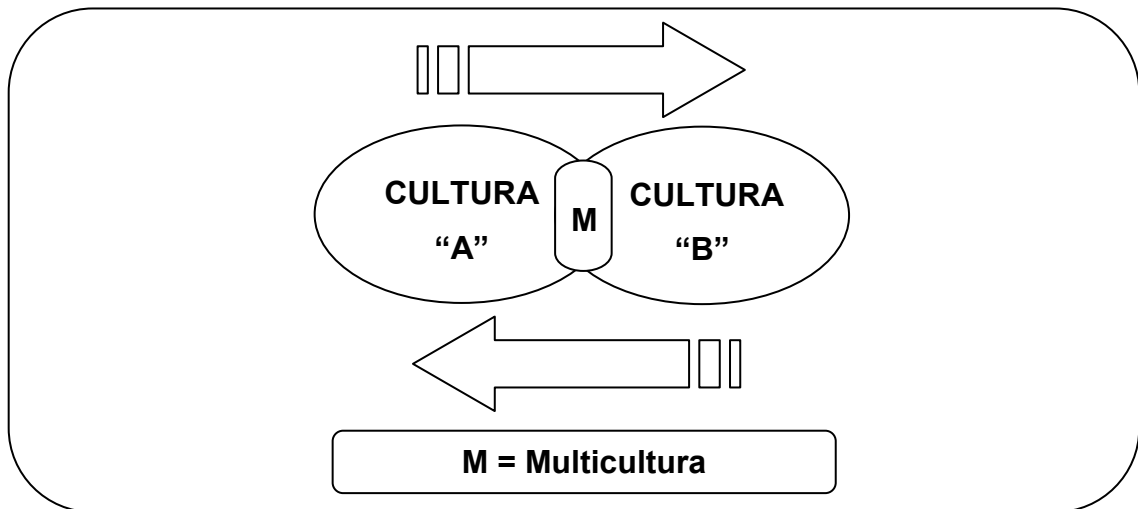 CULTURA
“A”
M
CULTURA
“B”
M = Multicultura